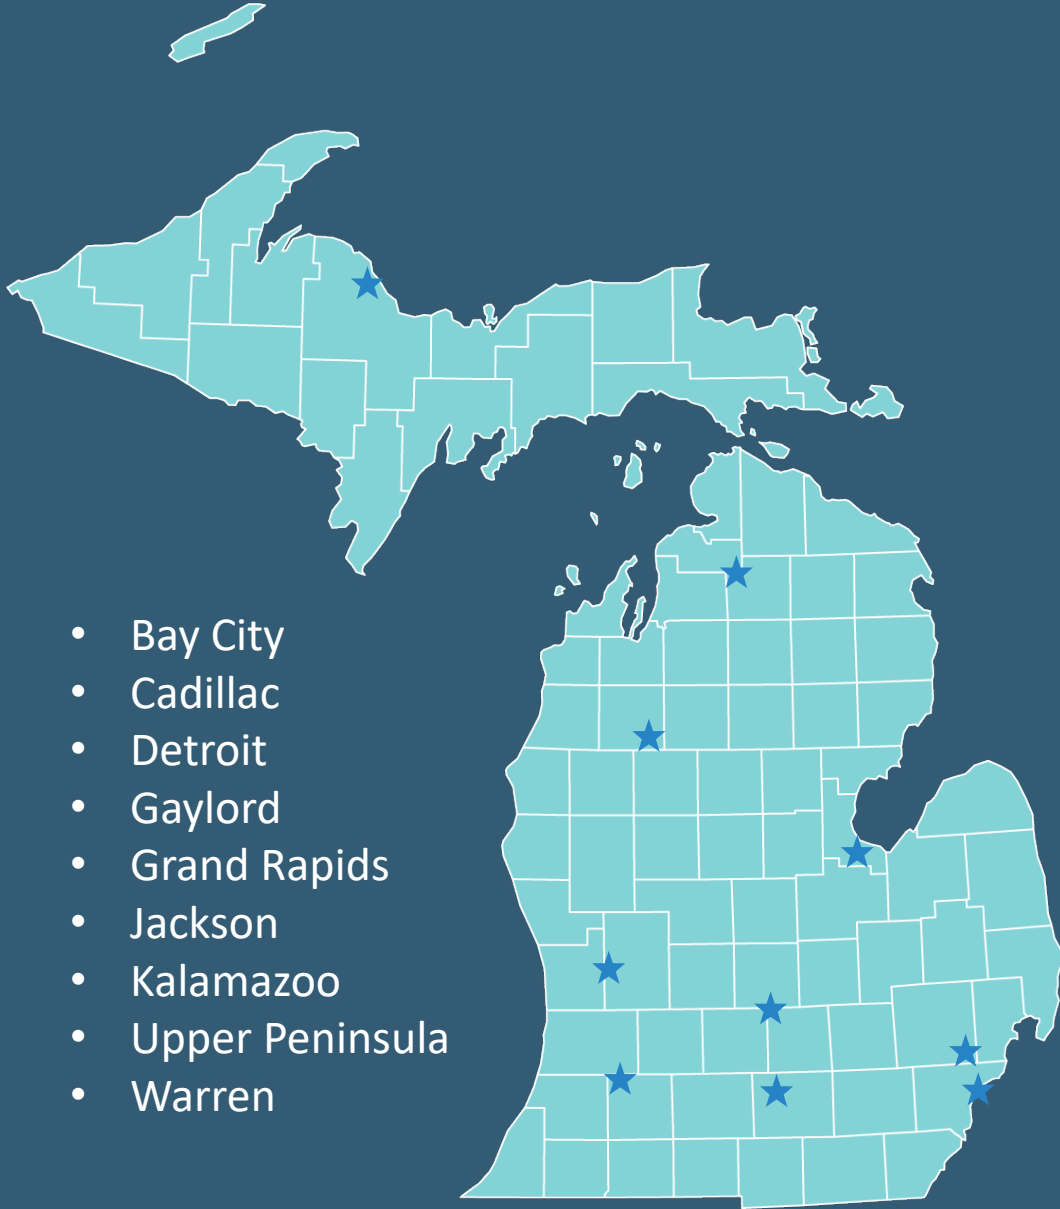 • Bay City
• Cadillac
• Detroit
• Gaylord
• Grand Rapids
• Jackson
• Kalamazoo
• Upper Peninsula
• Warren